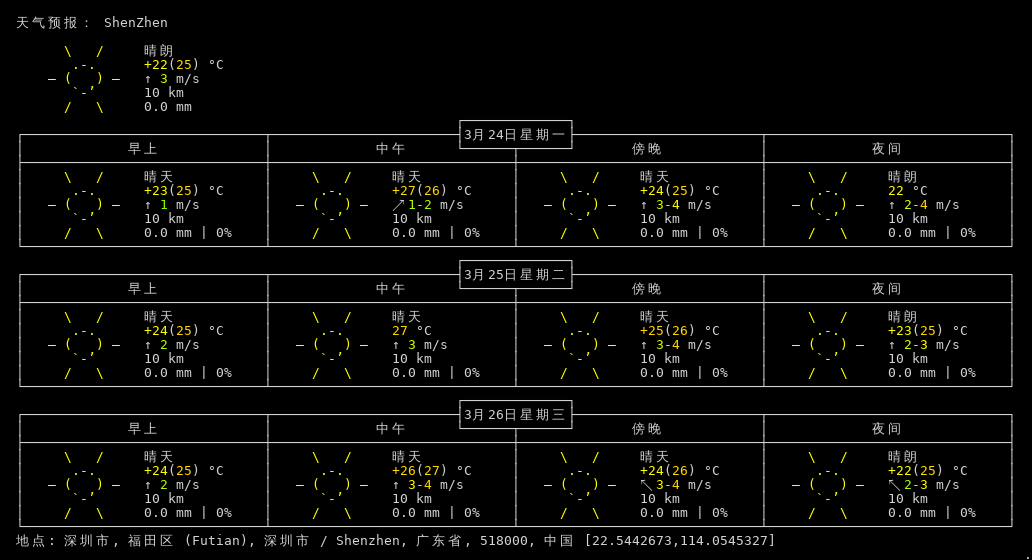 天气预报： ShenZhen
晴朗
+22(25) °C
↑ 3 m/s
10 km
0.0 mm
3月24日星期一
早上 中午 傍晚 夜间
晴天 晴天 晴天 晴朗
+23(25) °C +27(26) °C +24(25) °C 22 °C
↑ 1 m/s ↗ 1-2 m/s ↑ 3-4 m/s ↑ 2-4 m/s
10 km 10 km 10 km 10 km
0.0 mm | 0% 0.0 mm | 0% 0.0 mm | 0% 0.0 mm | 0%
3月25日星期二
早上 中午 傍晚 夜间
晴天 晴天 晴天 晴朗
+24(25) °C 27 °C +25(26) °C +23(25) °C
↑ 2 m/s ↑ 3 m/s ↑ 3-4 m/s ↑ 2-3 m/s
10 km 10 km 10 km 10 km
0.0 mm | 0% 0.0 mm | 0% 0.0 mm | 0% 0.0 mm | 0%
3月26日星期三
早上 中午 傍晚 夜间
晴天 晴天 晴天 晴朗
+24(25) °C +26(27) °C +24(26) °C +22(25) °C
↑ 2 m/s ↑ 3-4 m/s ↖ 3-4 m/s ↖ 2-3 m/s
10 km 10 km 10 km 10 km
0.0 mm | 0% 0.0 mm | 0% 0.0 mm | 0% 0.0 mm | 0%
地点: 深圳市, 福田区 (Futian), 深圳市 / Shenzhen, 广东省, 518000, 中国 [22.5442673,114.0545327]